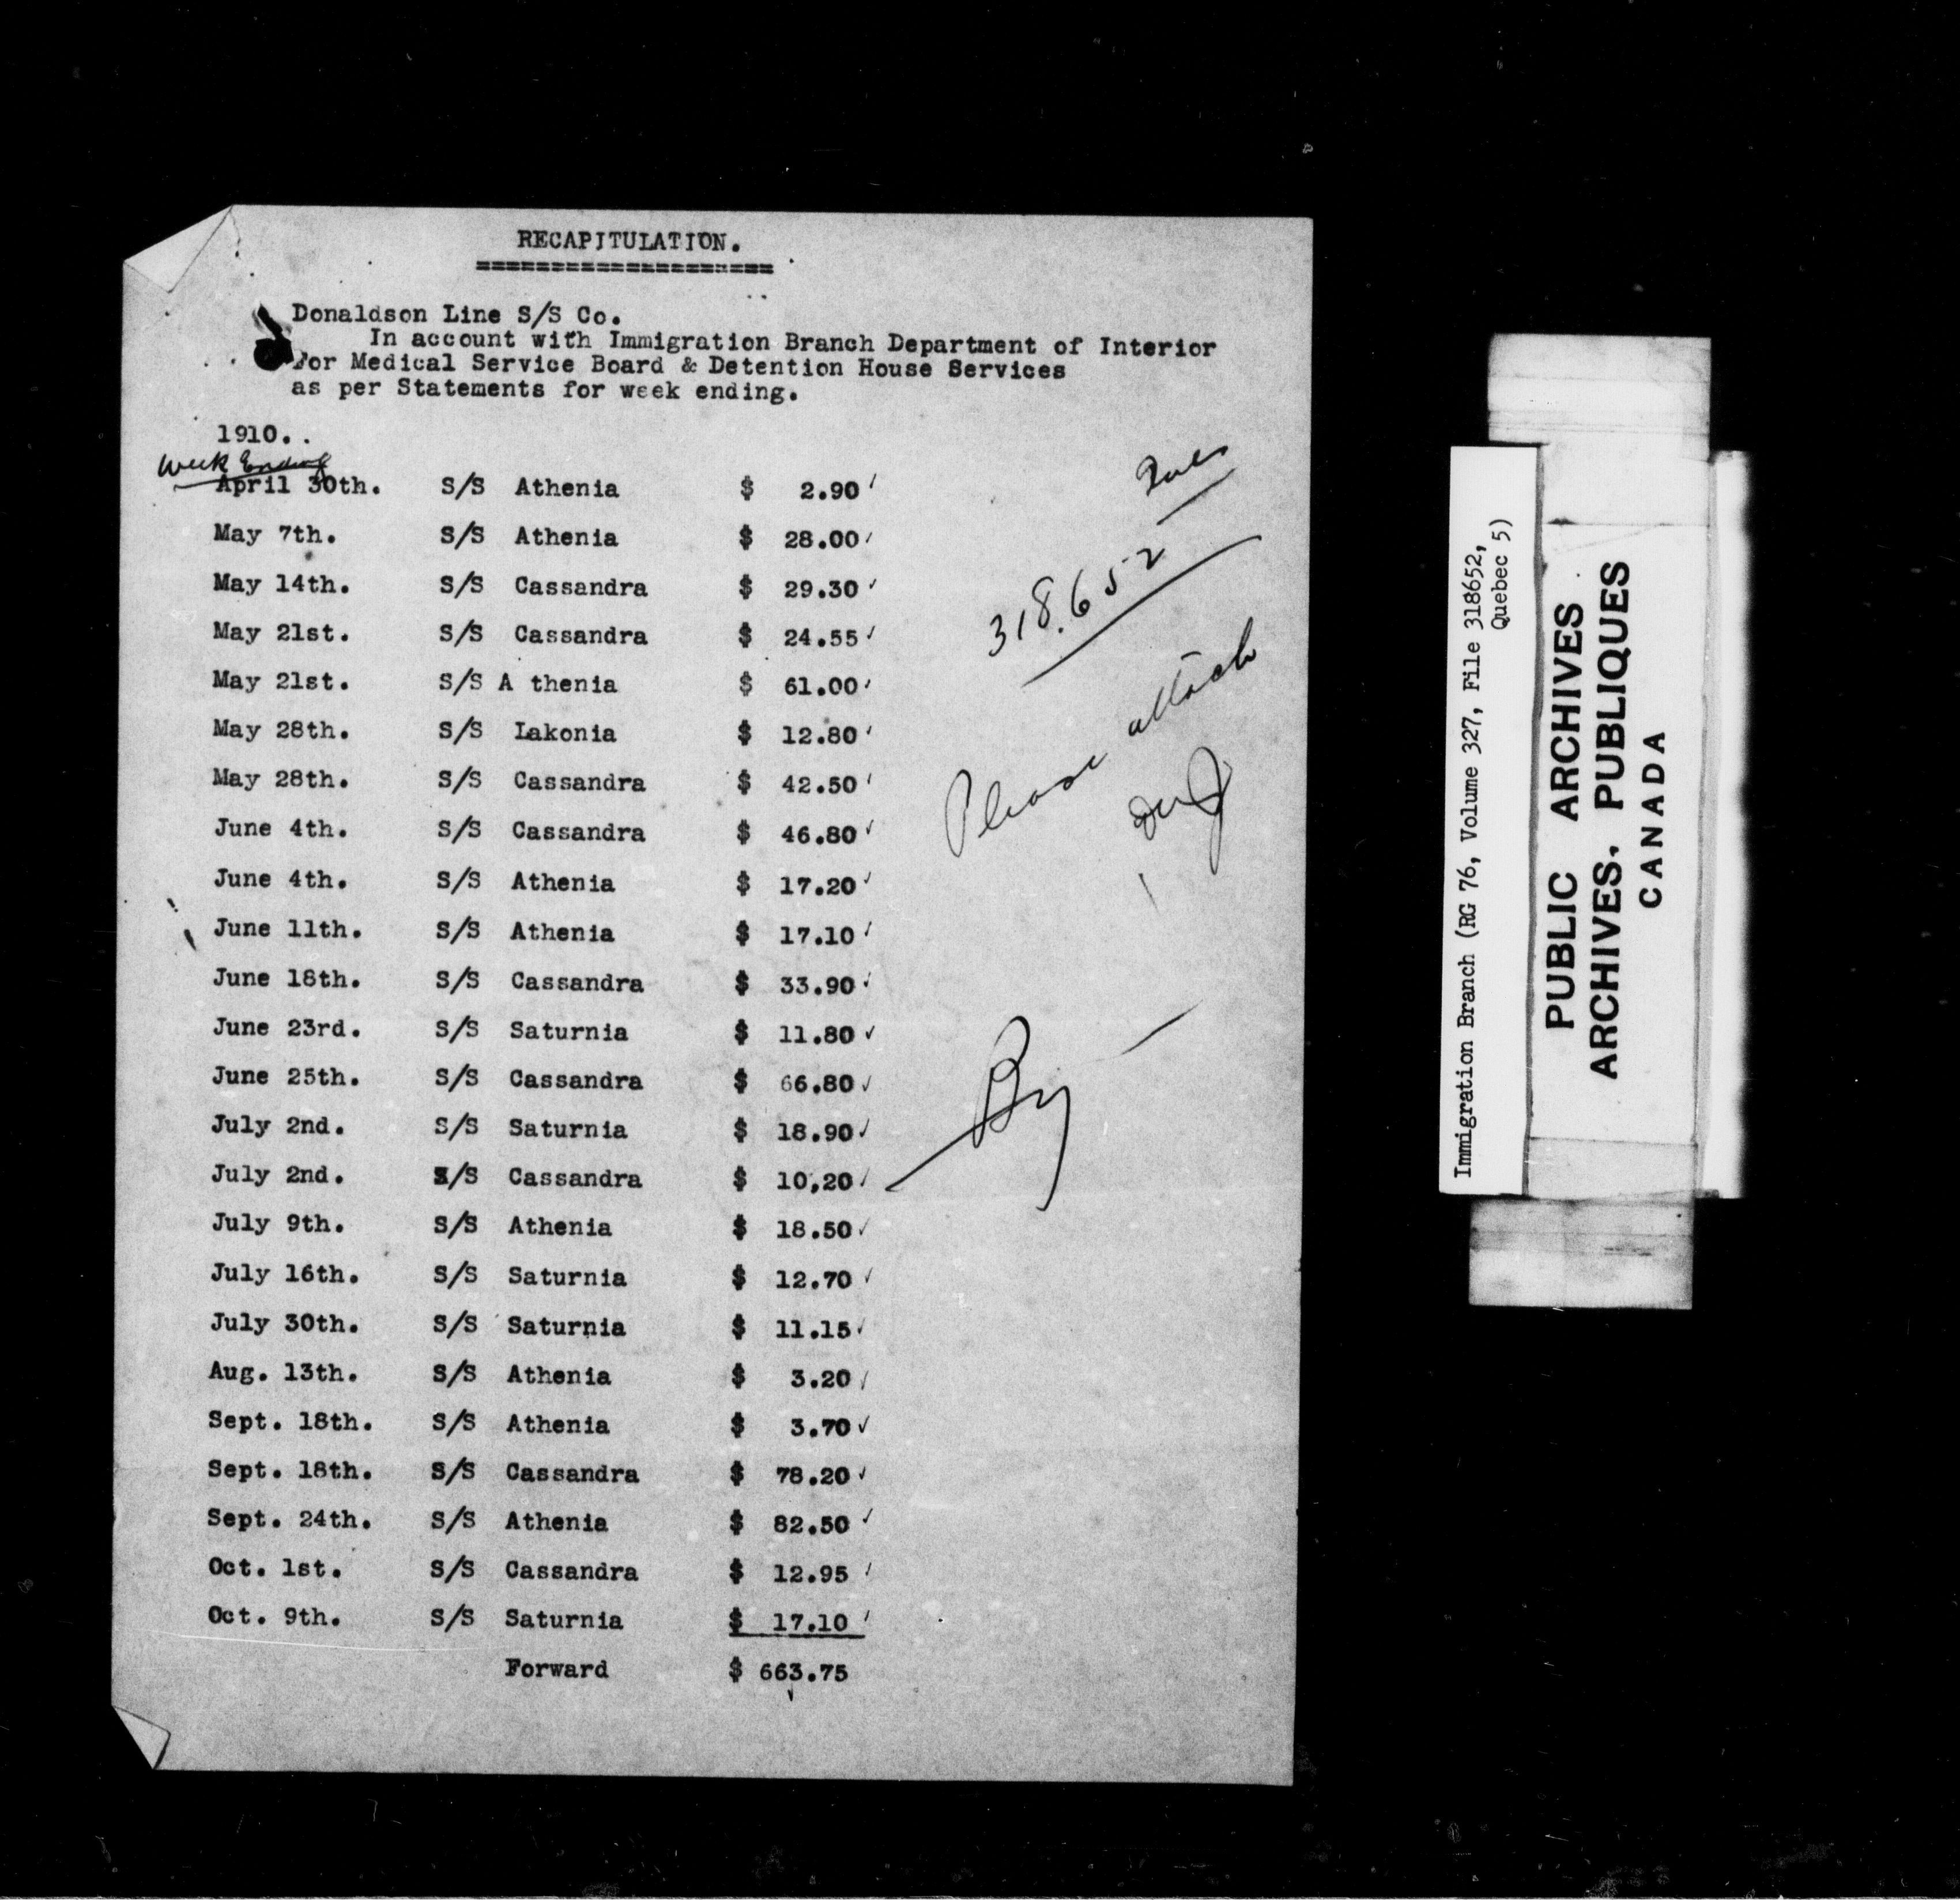 RECAPITULATION.
====================
Donaldson Line S/S Co.
In account with Immigration Branch Department of Interior
For Medical Service Board & Detention House Services
as per Statements for week ending.
1910..
Week Ending
April 30th. S/S Athenia $ 2.90
May 7th. S/S Athenia $ 28.00
May 14th. S/S Cassandra $ 29.30
May 21st. S/S Cassandra $ 24.55
May 21st. S/S A thenia $ 61.00
May 28th. S/S Lakonia $ 12.80
May 28th. S/S Cassandra $ 42.50
June 4th. S/S Cassandra $ 46.80
June 4th. S/S Athenia $ 17.20
June 11th. S/S Athenia $ 17.10
June 18th. S/S Cassandra $ 33.90
June 23rd. S/S Saturnia $ 11.80
June 25th. S/S Cassandra $ 66.80
July 2nd. S/S Saturnia $ 18.90
July 2nd. S/S Cassandra $ 10,20
July 9th. S/S Athenia $ 18.50
July 16th. S/S Saturnia $ 12.70
July 30th. S/S Saturnia $ 11.15
Aug. 13th. S/S Athenia $ 3.20
Sept. 18th. S/S Athenia $ 3.70
Sept. 18th. S/S Cassandra $ 78.20
Sept. 24th. S/S Athenia $ 82.50
Oct. 1st. S/S Cassandra $ 12.95
Oct. 9th. S/S Saturnia $ 17.10
Forward $ 663.75
318.652
Please attach
Immigration Branch (RG 76, Volume 327, File 318652,
Quebec 5)
PUBLIC ARCHIVES
ARCHIVES. PUBLIQUES
CANADA